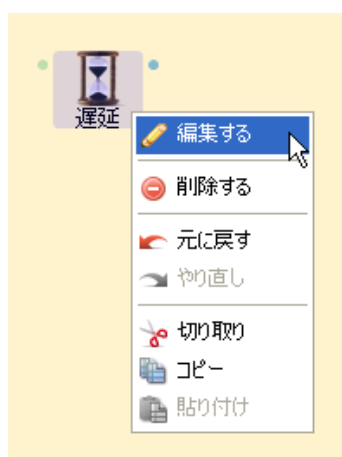 遅延
編集する
削除する
元に戻す
やり直し
切り取り
コピー
貼り付け